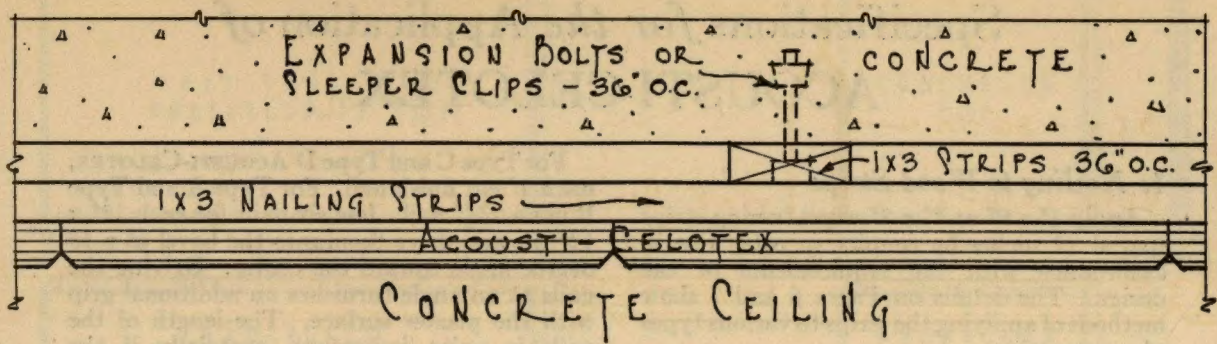 EXPANSION BOLTS OR
SLEEPER CLIPS - 36" O.C.
CONCRETE
1X3 STRIPS 36" O.C.
1X3 NAILING STRIPS
ACOUSTI-CELOTEX
CONCRETE CEILING